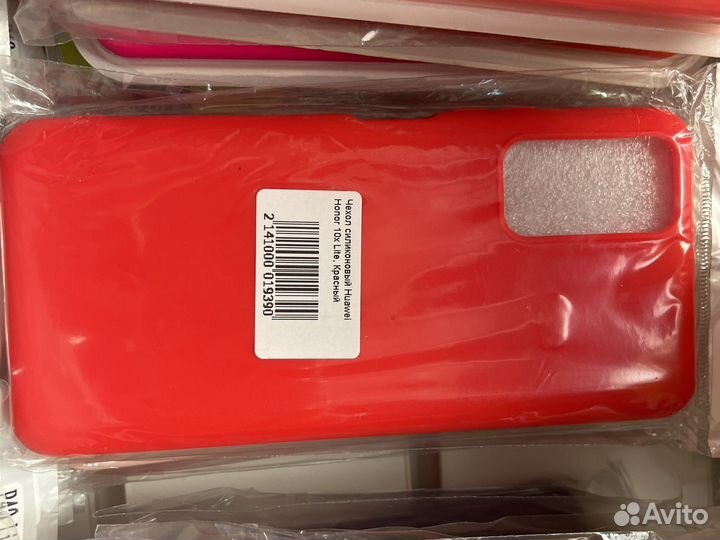 Чехол силиконовый Huawei
Honor 10x Lite, Красный
2 141000 019390
Avito